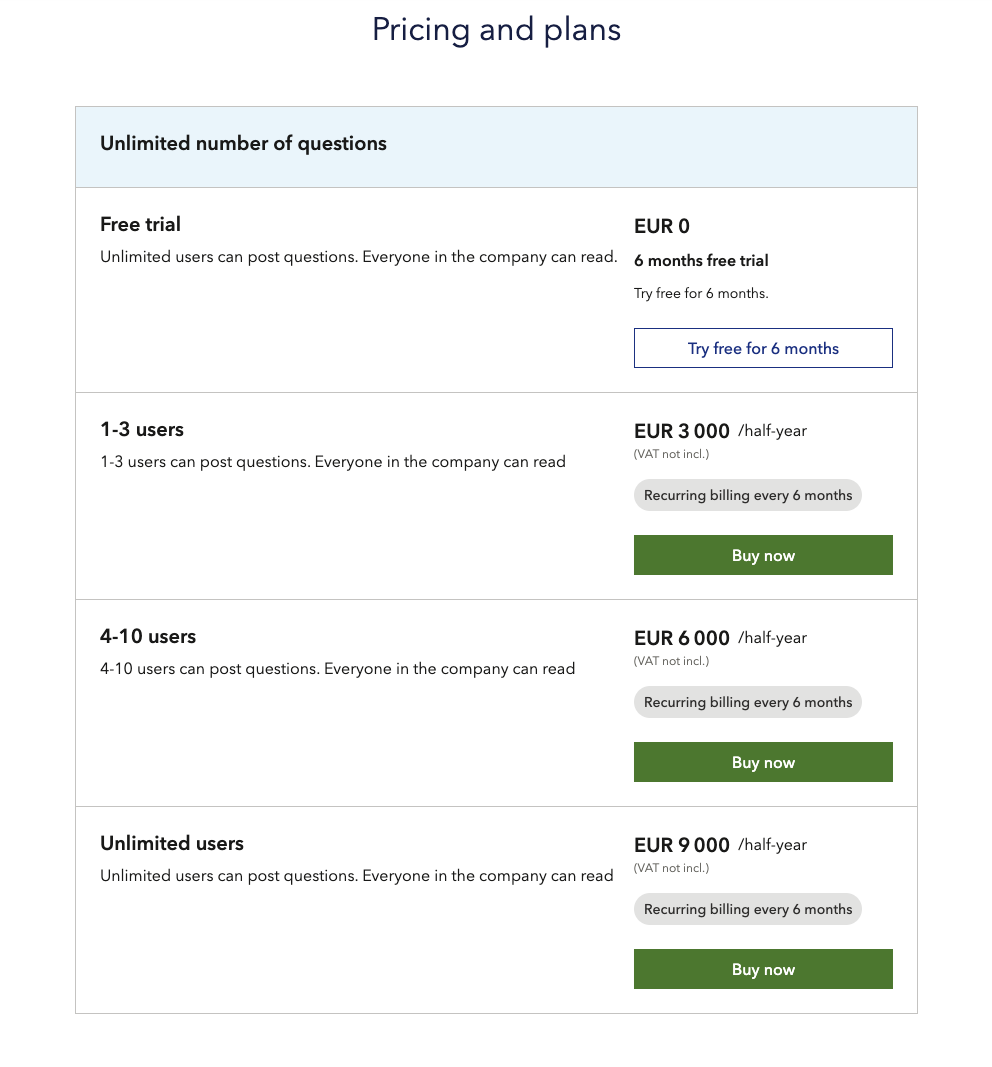 Pricing and plans
Unlimited number of questions
Free trial
Unlimited users can post questions. Everyone in the company can read.
EUR 0
6 months free trial
Try free for 6 months.
Try free for 6 months
1-3 users
1-3 users can post questions. Everyone in the company can read
EUR 3 000 /half-year
(VAT not incl.)
Recurring billing every 6 months
Buy now
4-10 users
4-10 users can post questions. Everyone in the company can read
EUR 6 000 /half-year
(VAT not incl.)
Recurring billing every 6 months
Buy now
Unlimited users
Unlimited users can post questions. Everyone in the company can read
EUR 9 000 /half-year
(VAT not incl.)
Recurring billing every 6 months
Buy now